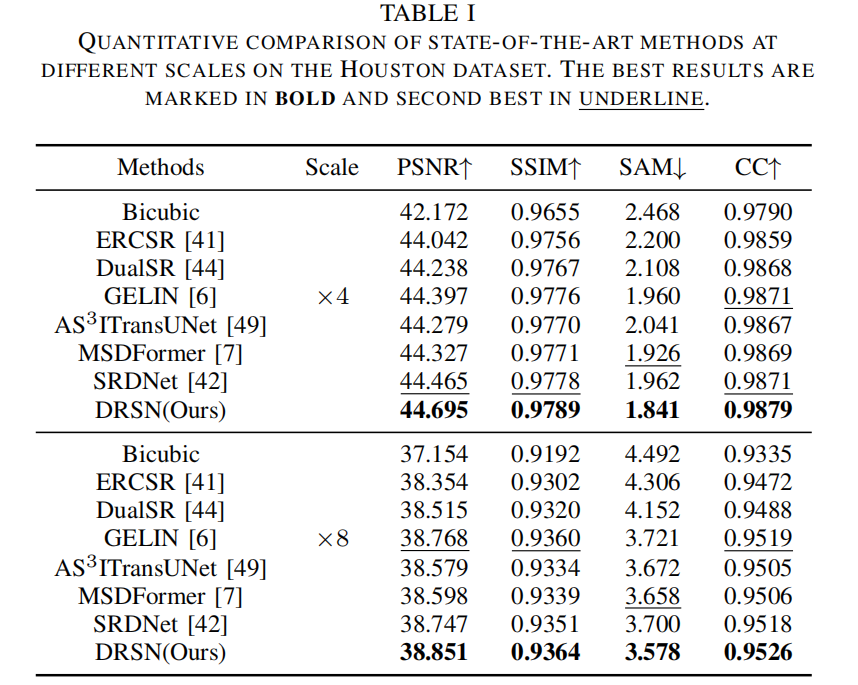 TABLE I
QUANTITATIVE COMPARISON OF STATE-OF-THE-ART METHODS AT
DIFFERENT SCALES ON THE HOUSTON DATASET. THE BEST RESULTS ARE
MARKED IN BOLD AND SECOND BEST IN UNDERLINE.
Methods Scale PSNR↑ SSIM↑ SAM↓ CC↑
Bicubic 42.172 0.9655 2.468 0.9790
ERCSR [41] 44.042 0.9756 2.200 0.9859
DualSR [44] 44.238 0.9767 2.108 0.9868
GELIN [6] ×4 44.397 0.9776 1.960 0.9871
AS³ITransUNet [49] 44.279 0.9770 2.041 0.9867
MSDFormer [7] 44.327 0.9771 1.926 0.9869
SRDNet [42] 44.465 0.9778 1.962 0.9871
DRSN(Ours) 44.695 0.9789 1.841 0.9879
Bicubic 37.154 0.9192 4.492 0.9335
ERCSR [41] 38.354 0.9302 4.306 0.9472
DualSR [44] 38.515 0.9320 4.152 0.9488
GELIN [6] ×8 38.768 0.9360 3.721 0.9519
AS³ITransUNet [49] 38.579 0.9334 3.672 0.9505
MSDFormer [7] 38.598 0.9339 3.658 0.9506
SRDNet [42] 38.747 0.9351 3.700 0.9518
DRSN(Ours) 38.851 0.9364 3.578 0.9526